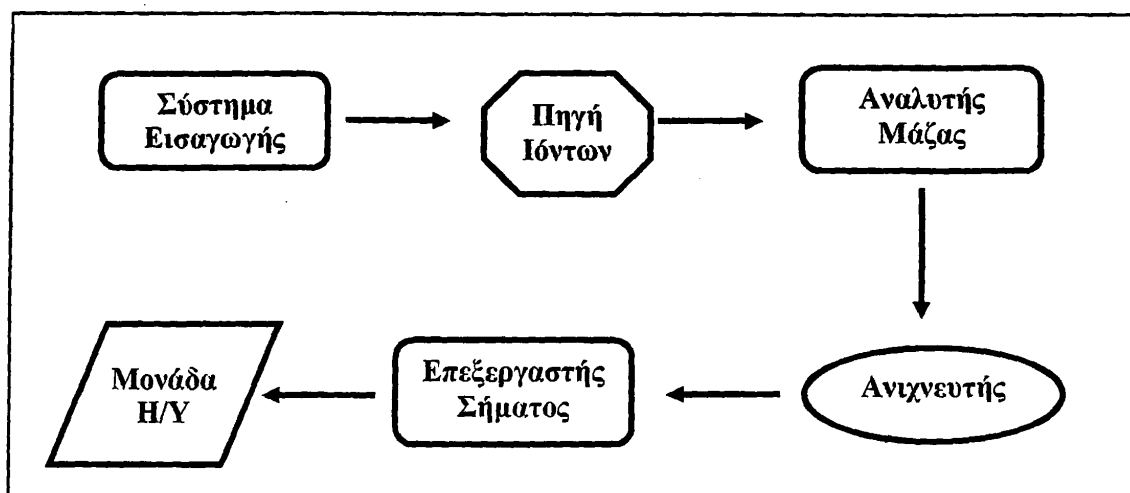 Σύστημα
Εισαγωγής
Πηγή
Ιόντων
Αναλυτής
Μάζας
Ανιχνευτής
Επεξεργαστής
Σήματος
Μονάδα
Η/Υ